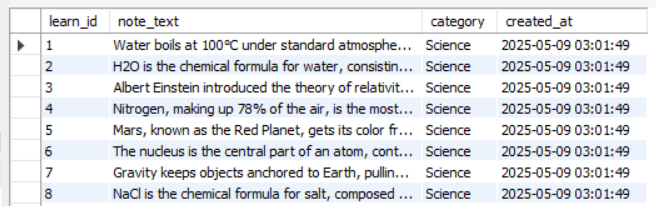 learn_id note_text category created_at
1 Water boils at 100°C under standard atmosphe... Science 2025-05-09 03:01:49
2 H2O is the chemical formula for water, consistin... Science 2025-05-09 03:01:49
3 Albert Einstein introduced the theory of relativit... Science 2025-05-09 03:01:49
4 Nitrogen, making up 78% of the air, is the most... Science 2025-05-09 03:01:49
5 Mars, known as the Red Planet, gets its color fr... Science 2025-05-09 03:01:49
6 The nucleus is the central part of an atom, cont... Science 2025-05-09 03:01:49
7 Gravity keeps objects anchored to Earth, pullin... Science 2025-05-09 03:01:49
8 NaCl is the chemical formula for salt, composed ... Science 2025-05-09 03:01:49